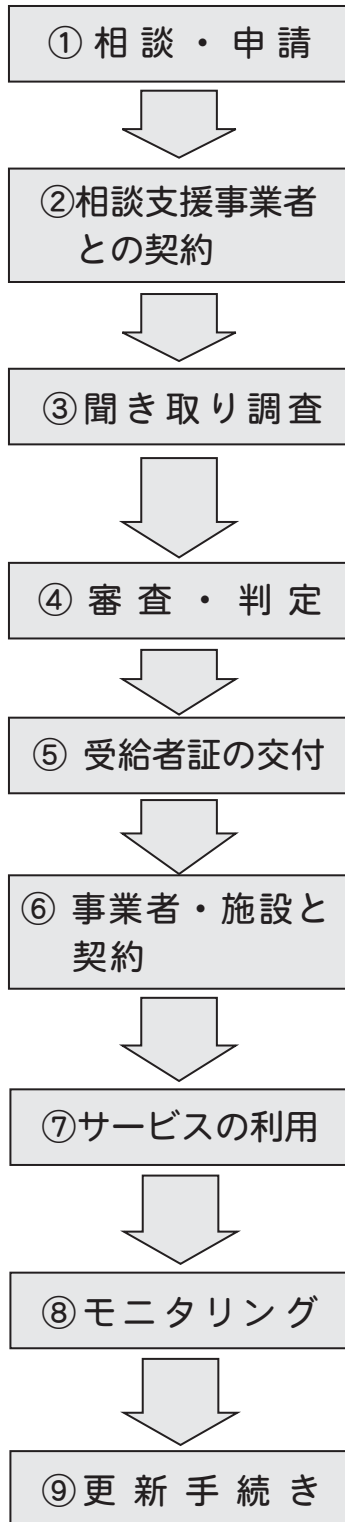 ①相談・申請
②相談支援事業者
との契約
③聞き取り調査
④審査・判定
⑤ 受給者証の交付
⑥ 事業者・施設と
契約
⑦サービスの利用
⑧モニタリング
⑨更新手続き